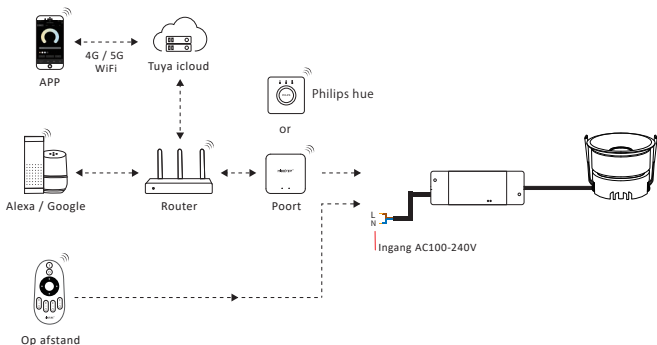 4G / 5G
WiFi
APP
Tuya icloud
Philips hue
or
Alexa / Google
Router
Poort
L
N
Ingang AC100-240V
Op afstand